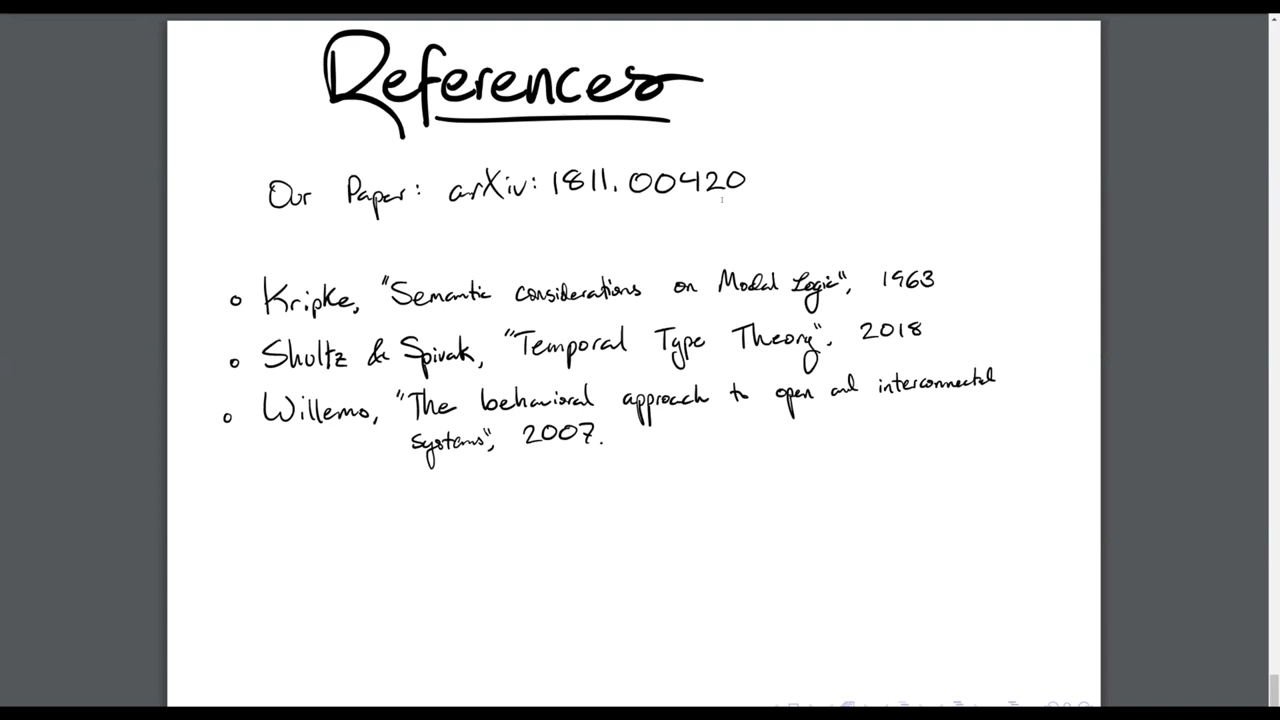 References
Our Paper: arXiv: 1811.00420
Kripke, "Semantic considerations on Modal Logic", 1963
Shultz & Spivak, "Temporal Type Theory". 2018
Willems, "The behavioral approach to open and interconnected
systems", 2007.